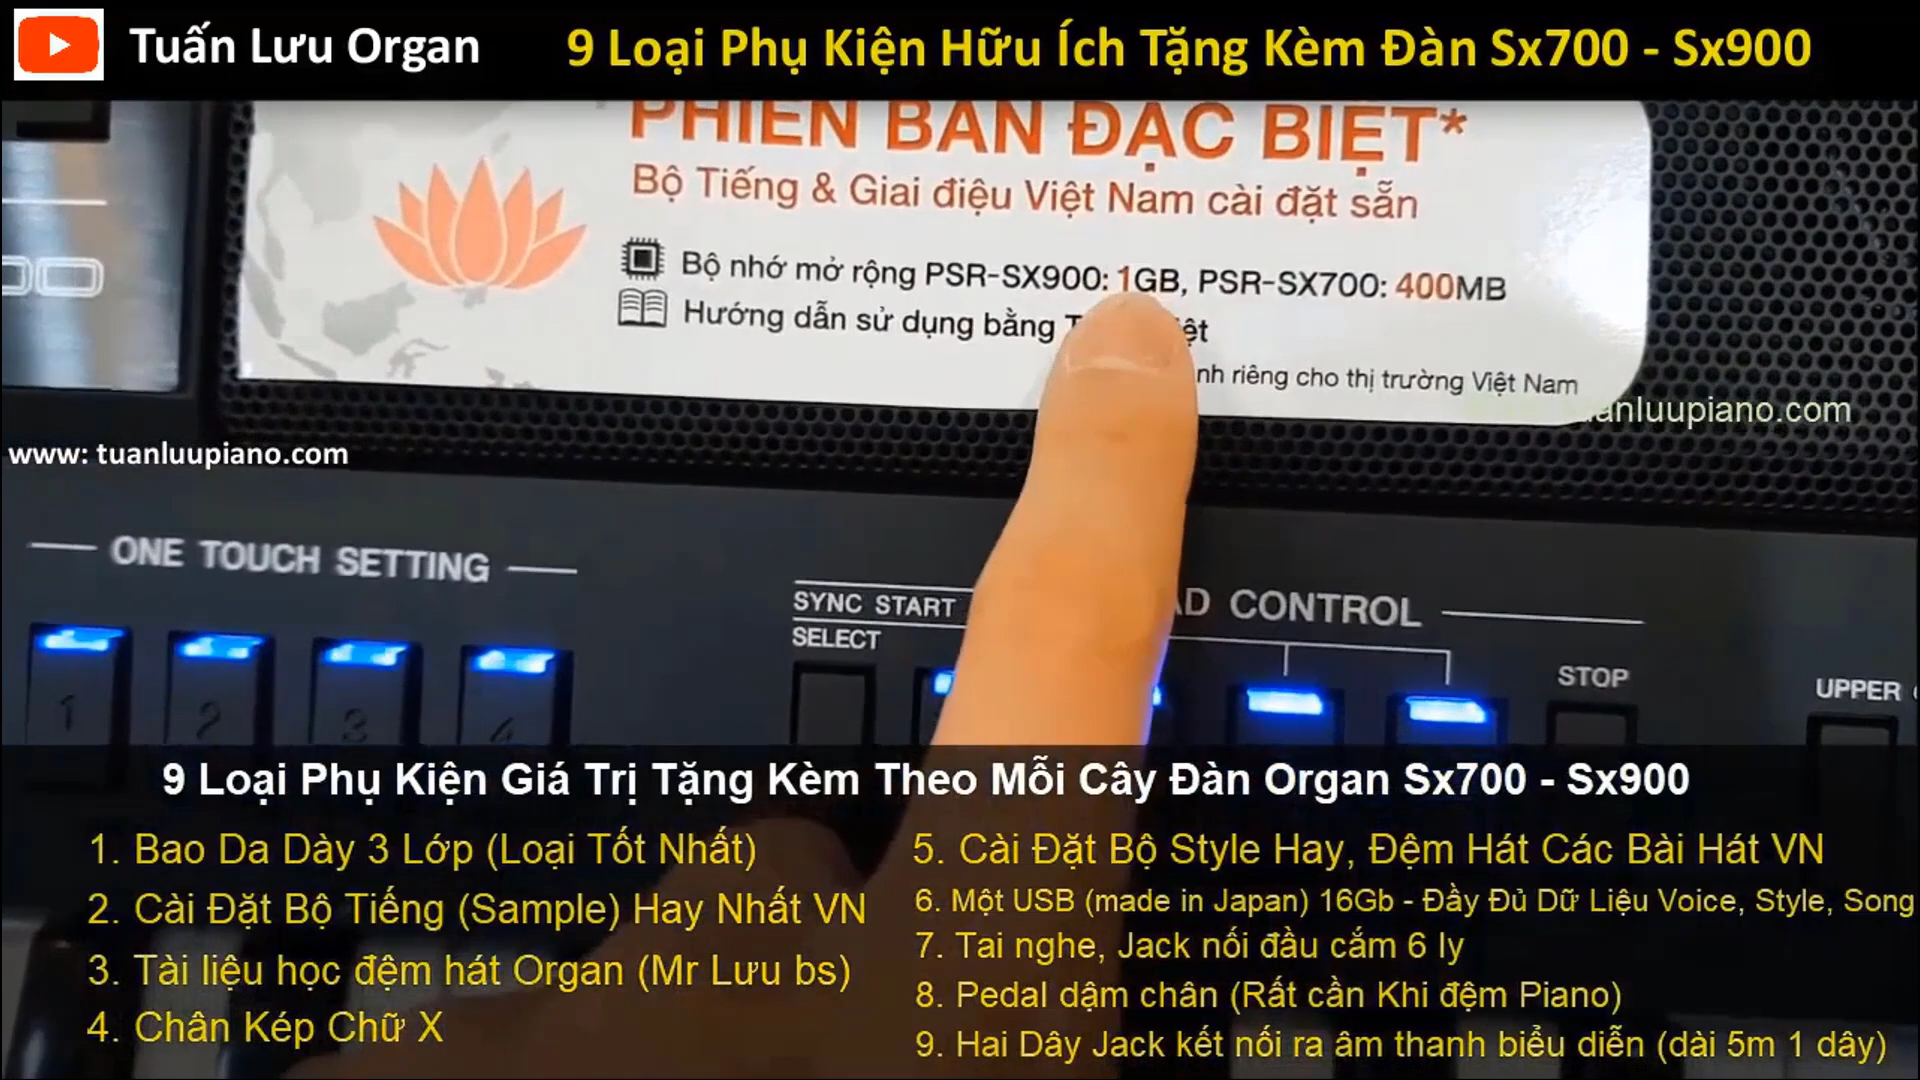 Tuấn Lưu Organ
9 Loại Phụ Kiện Hữu Ích Tặng Kèm Đàn Sx700 - Sx900
PHIÊN BẢN ĐẶC BIỆT*
Bộ Tiếng & Giai điệu Việt Nam cài đặt sẵn
Bộ nhớ mở rộng PSR-SX900: 1GB, PSR-SX700: 400MB
Hướng dẫn sử dụng bằng
riêng cho thị trường Việt Nam
www: tuanluupiano.com
ONE TOUCH SETTING
SYNC START
SELECT
CONTROL
STOP
UPPER
1
2
3
4
9 Loại Phụ Kiện Giá Trị Tặng Kèm Theo Mỗi Cây Đàn Organ Sx700 - Sx900
1. Bao Da Dày 3 Lớp (Loại Tốt Nhất)
2. Cài Đặt Bộ Tiếng (Sample) Hay Nhất VN
3. Tài liệu học đệm hát Organ (Mr Lưu bs)
4. Chân Kép Chữ X
5. Cài Đặt Bộ Style Hay, Đệm Hát Các Bài Hát VN
6. Một USB (made in Japan) 16Gb - Đầy Đủ Dữ Liệu Voice, Style, Song
7. Tai nghe, Jack nối đầu cắm 6 ly
8. Pedal dậm chân (Rất cần Khi đệm Piano)
9. Hai Dây Jack kết nối ra âm thanh biểu diễn (dài 5m 1 dây)